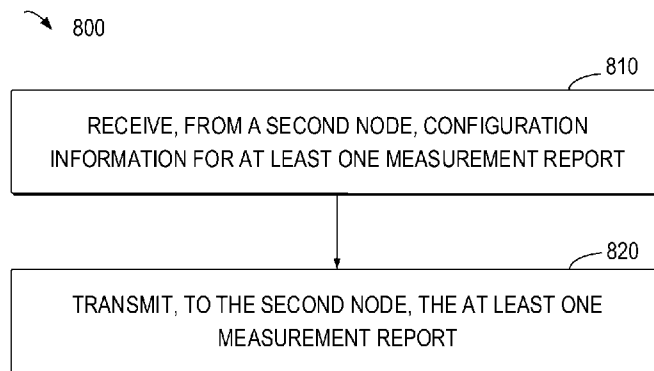 800
810
RECEIVE, FROM A SECOND NODE, CONFIGURATION
INFORMATION FOR AT LEAST ONE MEASUREMENT REPORT
820
TRANSMIT, TO THE SECOND NODE, THE AT LEAST ONE
MEASUREMENT REPORT